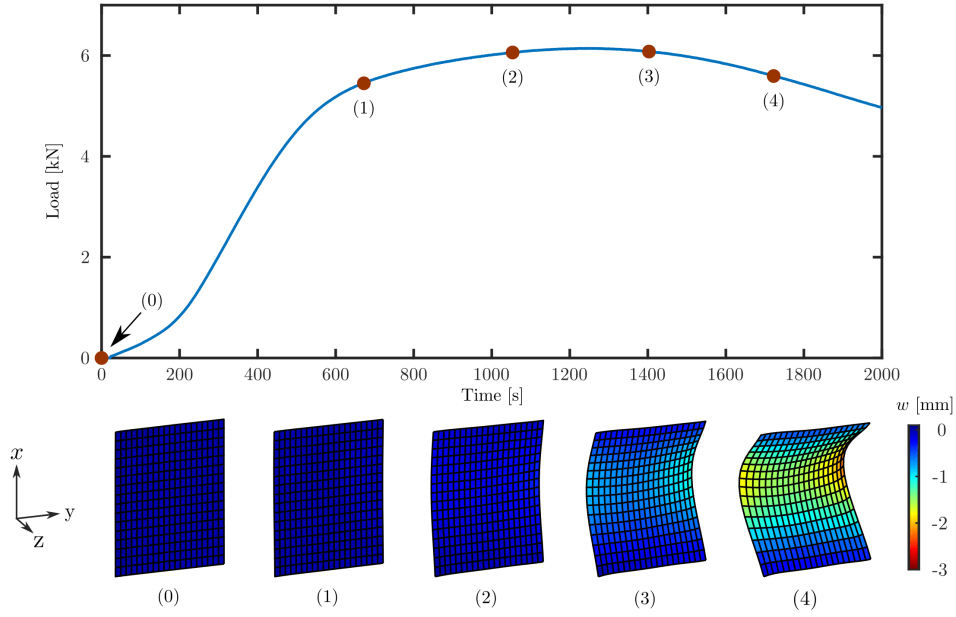 6
4
2
0
Load [kN]
(0)
(1)
(2)
(3)
(4)
0 200 400 600 800 1000 1200 1400 1600 1800 2000
Time [s]
w [mm]
0
-1
-2
-3
x
y
z
(0) (1) (2) (3) (4)